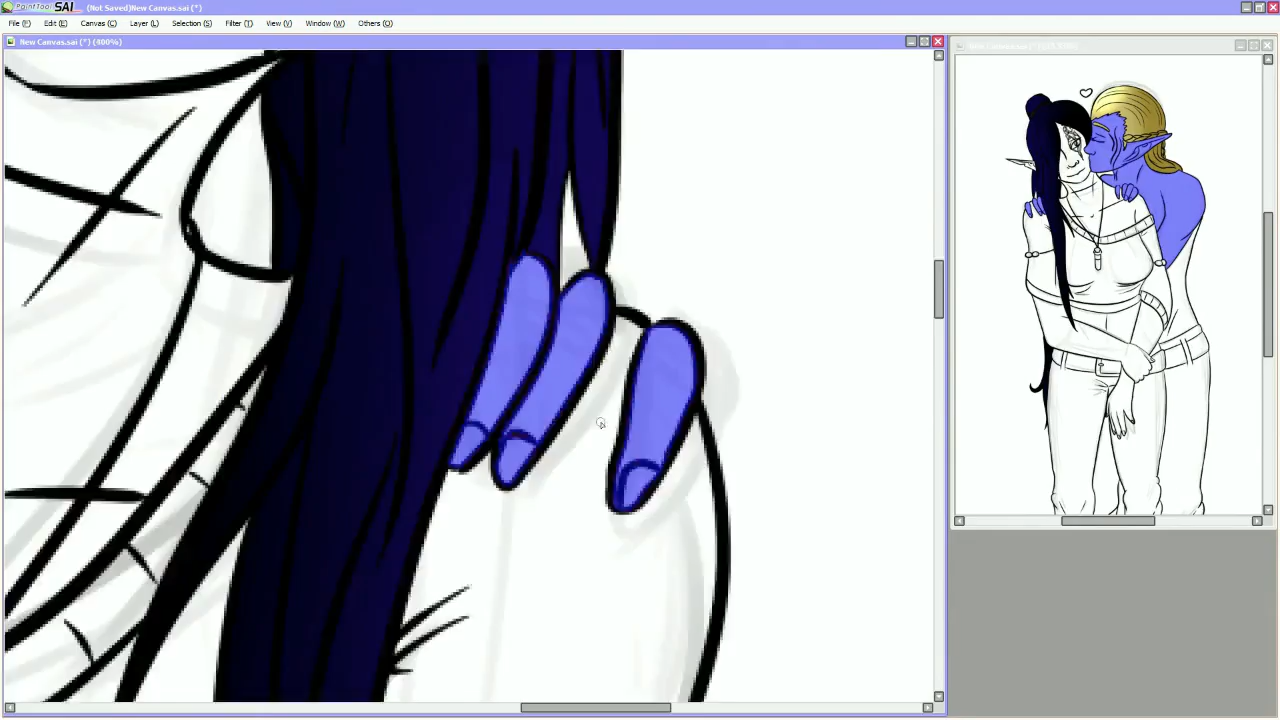 PaintTool SAI (Not Saved)New Canvas.sai (*)
File (F) Edit (E) Canvas (C) Layer (L) Selection (S) Filter (T) View (V) Window (W) Others (O)
New Canvas.sai (*) (400%)